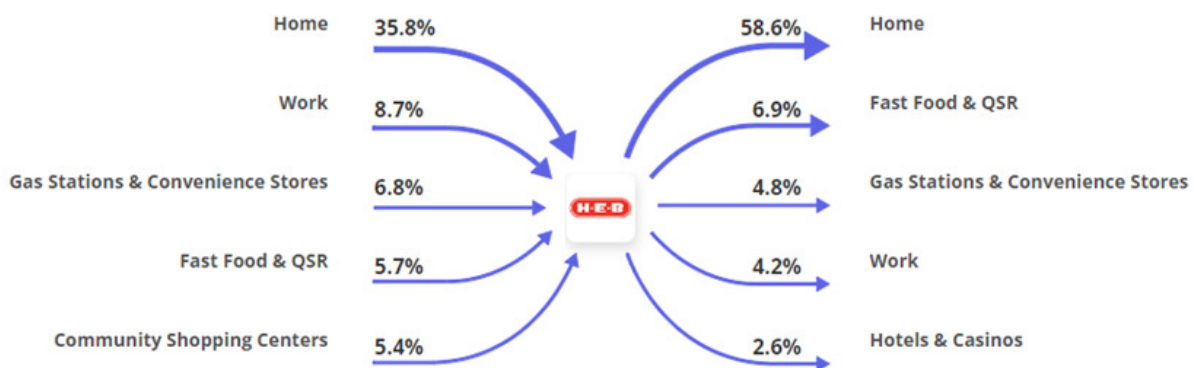 Home 35.8% 58.6% Home
Work 8.7% 6.9% Fast Food & QSR
Gas Stations & Convenience Stores 6.8% 4.8% Gas Stations & Convenience Stores
H-E-B
Fast Food & QSR 5.7% 4.2% Work
Community Shopping Centers 5.4% 2.6% Hotels & Casinos